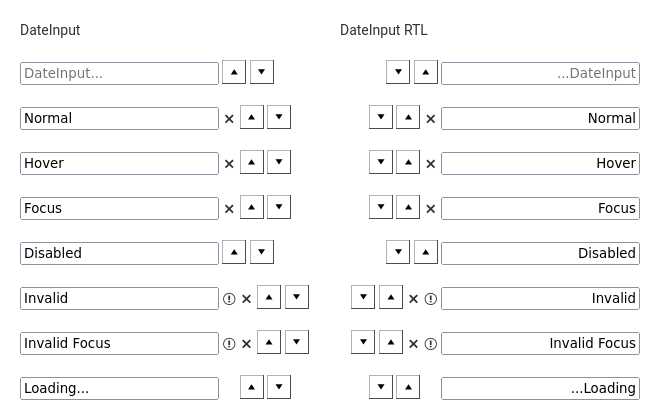 DateInput
DateInput...
Normal
Hover
Focus
Disabled
Invalid
Invalid Focus
Loading...
DateInput RTL
...DateInput
Normal
Hover
Focus
Disabled
Invalid
Invalid Focus
...Loading